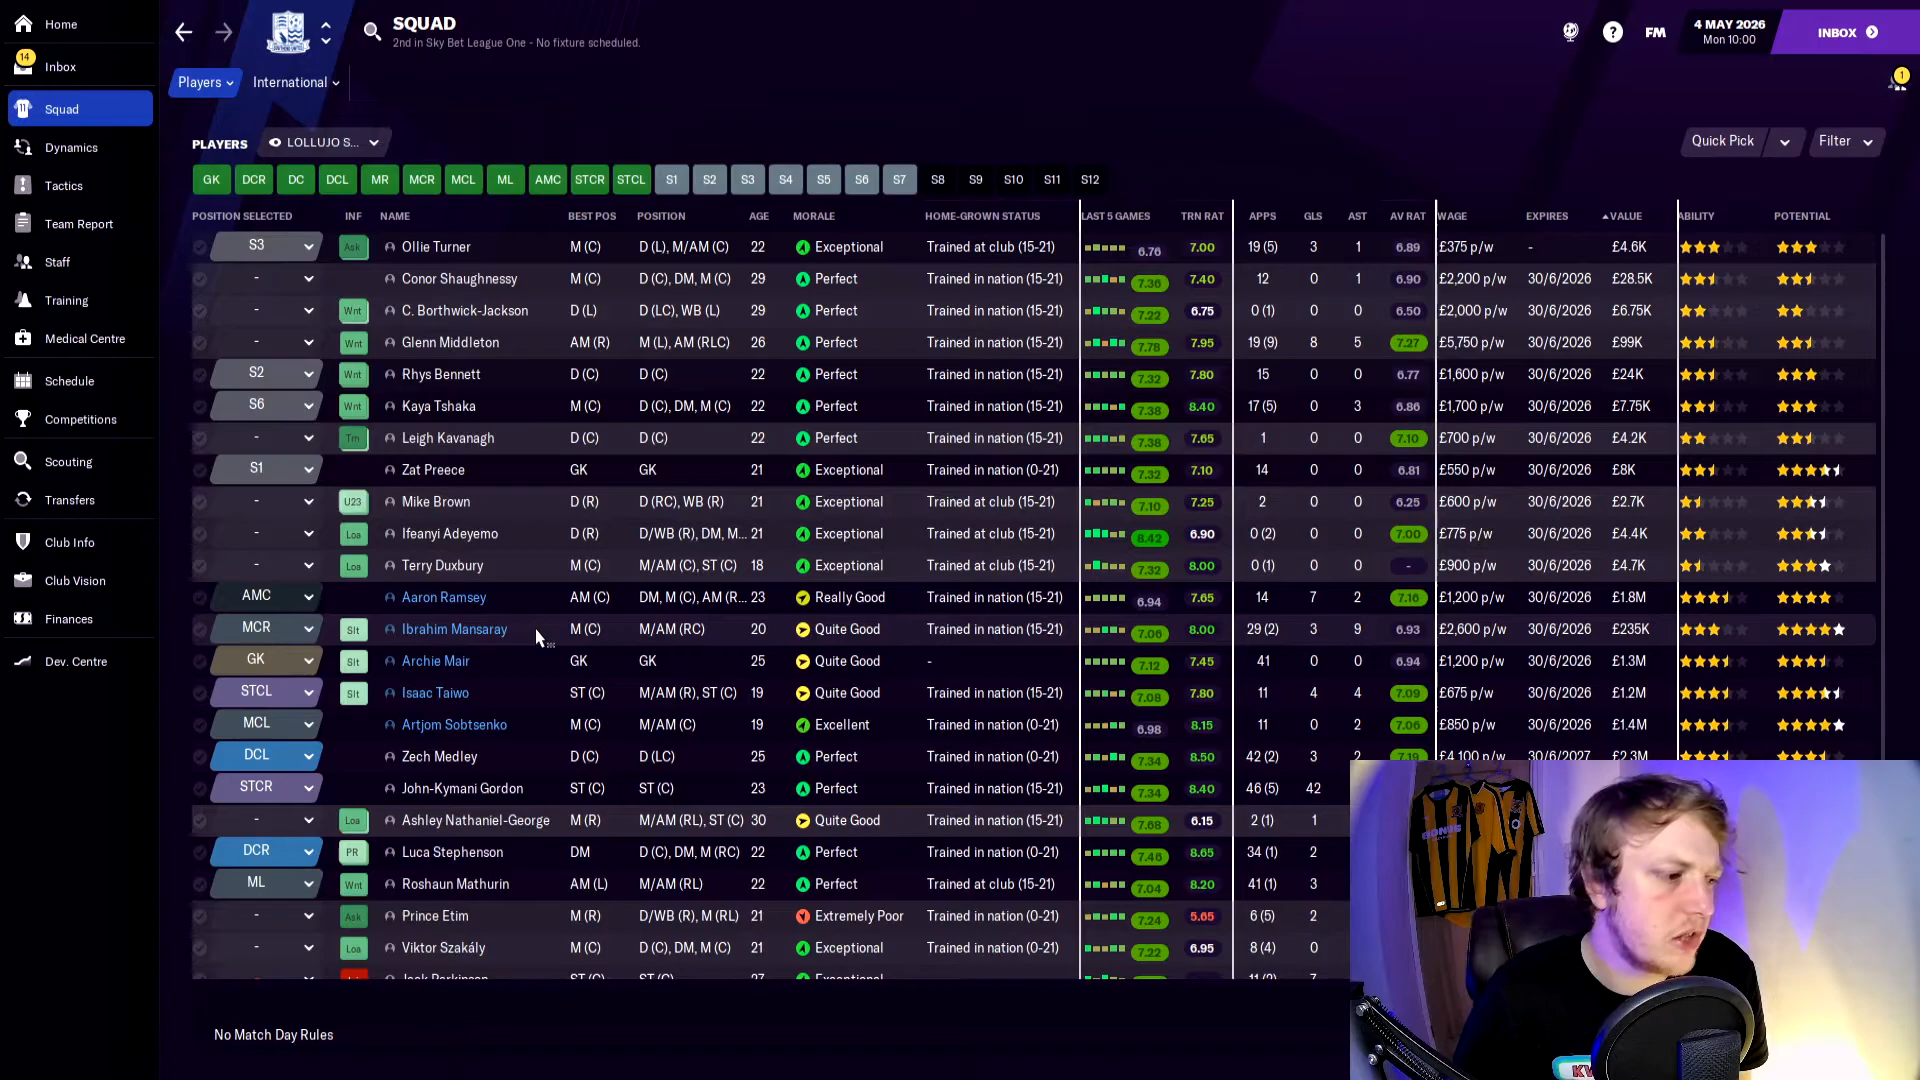 Home
14
Inbox
Squad
Dynamics
Tactics
Team Report
Staff
Training
Medical Centre
Schedule
Competitions
Scouting
Transfers
Club Info
Club Vision
Finances
Dev. Centre
SQUAD
2nd in Sky Bet League One - No fixture scheduled.
FM
4 MAY 2026
Mon 10:00
INBOX
Players International
1
PLAYERS LOLLUJO S...
Quick Pick Filter
GK DCR DC DCL MR MCR MCL ML AMC STCR STCL S1 S2 S3 S4 S5 S6 S7 S8 S9 S10 S11 S12
POSITION SELECTED INF NAME BEST POS POSITION AGE MORALE HOME-GROWN STATUS LAST 5 GAMES TRN RAT APPS GLS AST AV RAT WAGE EXPIRES VALUE ABILITY POTENTIAL
S3 Ask Ollie Turner M (C) D (L), M/AM (C) 22 Exceptional Trained at club (15-21) 6.76 7.00 19 (5) 3 1 6.89 £375 p/w - £4.6K
- Conor Shaughnessy M (C) D (C), DM, M (C) 29 Perfect Trained in nation (15-21) 7.36 7.40 12 0 1 6.90 £2,200 p/w 30/6/2026 £28.5K
- Wnt C. Borthwick-Jackson D (L) D (LC), WB (L) 29 Perfect Trained in nation (15-21) 7.22 6.75 0 (1) 0 0 6.50 £2,000 p/w 30/6/2026 £6.75K
- Wnt Glenn Middleton AM (R) M (L), AM (RLC) 26 Perfect Trained in nation (15-21) 7.78 7.95 19 (9) 8 5 7.27 £5,750 p/w 30/6/2026 £99K
S2 Wnt Rhys Bennett D (C) D (C) 22 Perfect Trained in nation (15-21) 7.32 7.80 15 0 0 6.77 £1,600 p/w 30/6/2026 £24K
S6 Wnt Kaya Tshaka M (C) D (C), DM, M (C) 22 Perfect Trained in nation (15-21) 7.38 8.40 17 (5) 0 3 6.86 £1,700 p/w 30/6/2026 £7.75K
- Trn Leigh Kavanagh D (C) D (C) 22 Perfect Trained in nation (15-21) 7.38 7.65 1 0 0 7.10 £700 p/w 30/6/2026 £4.2K
S1 Zat Preece GK GK 21 Exceptional Trained in nation (0-21) 7.32 7.10 14 0 0 6.81 £550 p/w 30/6/2026 £8K
- U23 Mike Brown D (R) D (RC), WB (R) 21 Exceptional Trained at club (15-21) 7.10 7.25 2 0 0 6.25 £600 p/w 30/6/2026 £2.7K
- Loa Ifeanyi Adeyemo D (R) D/WB (R), DM, M... 21 Exceptional Trained at club (15-21) 8.42 6.90 0 (2) 0 0 7.00 £775 p/w 30/6/2026 £4.4K
- Loa Terry Duxbury M (C) M/AM (C), ST (C) 18 Exceptional Trained at club (15-21) 7.32 8.00 0 (1) 0 0 - £900 p/w 30/6/2026 £4.7K
AMC Aaron Ramsey AM (C) DM, M (C), AM (R... 23 Really Good Trained in nation (15-21) 6.94 7.65 14 7 2 7.16 £1,200 p/w 30/6/2026 £1.8M
MCR Slt Ibrahim Mansaray M (C) M/AM (RC) 20 Quite Good Trained in nation (15-21) 7.06 8.00 29 (2) 3 9 6.93 £2,600 p/w 30/6/2026 £235K
GK Slt Archie Mair GK GK 25 Quite Good - 7.12 7.45 41 0 0 6.94 £1,200 p/w 30/6/2026 £1.3M
STCL Slt Isaac Taiwo ST (C) M/AM (R), ST (C) 19 Quite Good Trained in nation (15-21) 7.08 7.80 11 4 4 7.09 £675 p/w 30/6/2026 £1.2M
MCL Artjom Sobtsenko M (C) M/AM (C) 19 Excellent Trained in nation (0-21) 6.98 8.15 11 0 2 7.06 £850 p/w 30/6/2026 £1.4M
DCL Zech Medley D (C) D (LC) 25 Perfect Trained in nation (15-21) 7.34 8.50 42 (2) 3 2 7.19 £4,100 p/w 30/6/2027 £2.3M
STCR John-Kymani Gordon ST (C) ST (C) 23 Perfect Trained in nation (15-21) 7.34 8.40 46 (5) 42
- Loa Ashley Nathaniel-George M (R) M/AM (RL), ST (C) 30 Quite Good Trained in nation (15-21) 7.68 6.15 2 (1) 1
DCR PR Luca Stephenson DM D (C), DM, M (RC) 22 Perfect Trained in nation (0-21) 7.46 8.65 34 (1) 2
ML Wnt Roshaun Mathurin AM (L) M/AM (RL) 22 Perfect Trained at club (15-21) 7.04 8.20 41 (1) 3
- Ask Prince Etim M (R) D/WB (R), M (RL) 21 Extremely Poor Trained in nation (0-21) 7.24 5.65 6 (5) 2
- Loa Viktor Szakály M (C) D (C), DM, M (C) 21 Exceptional Trained in nation (0-21) 7.22 6.95 8 (4) 0
No Match Day Rules